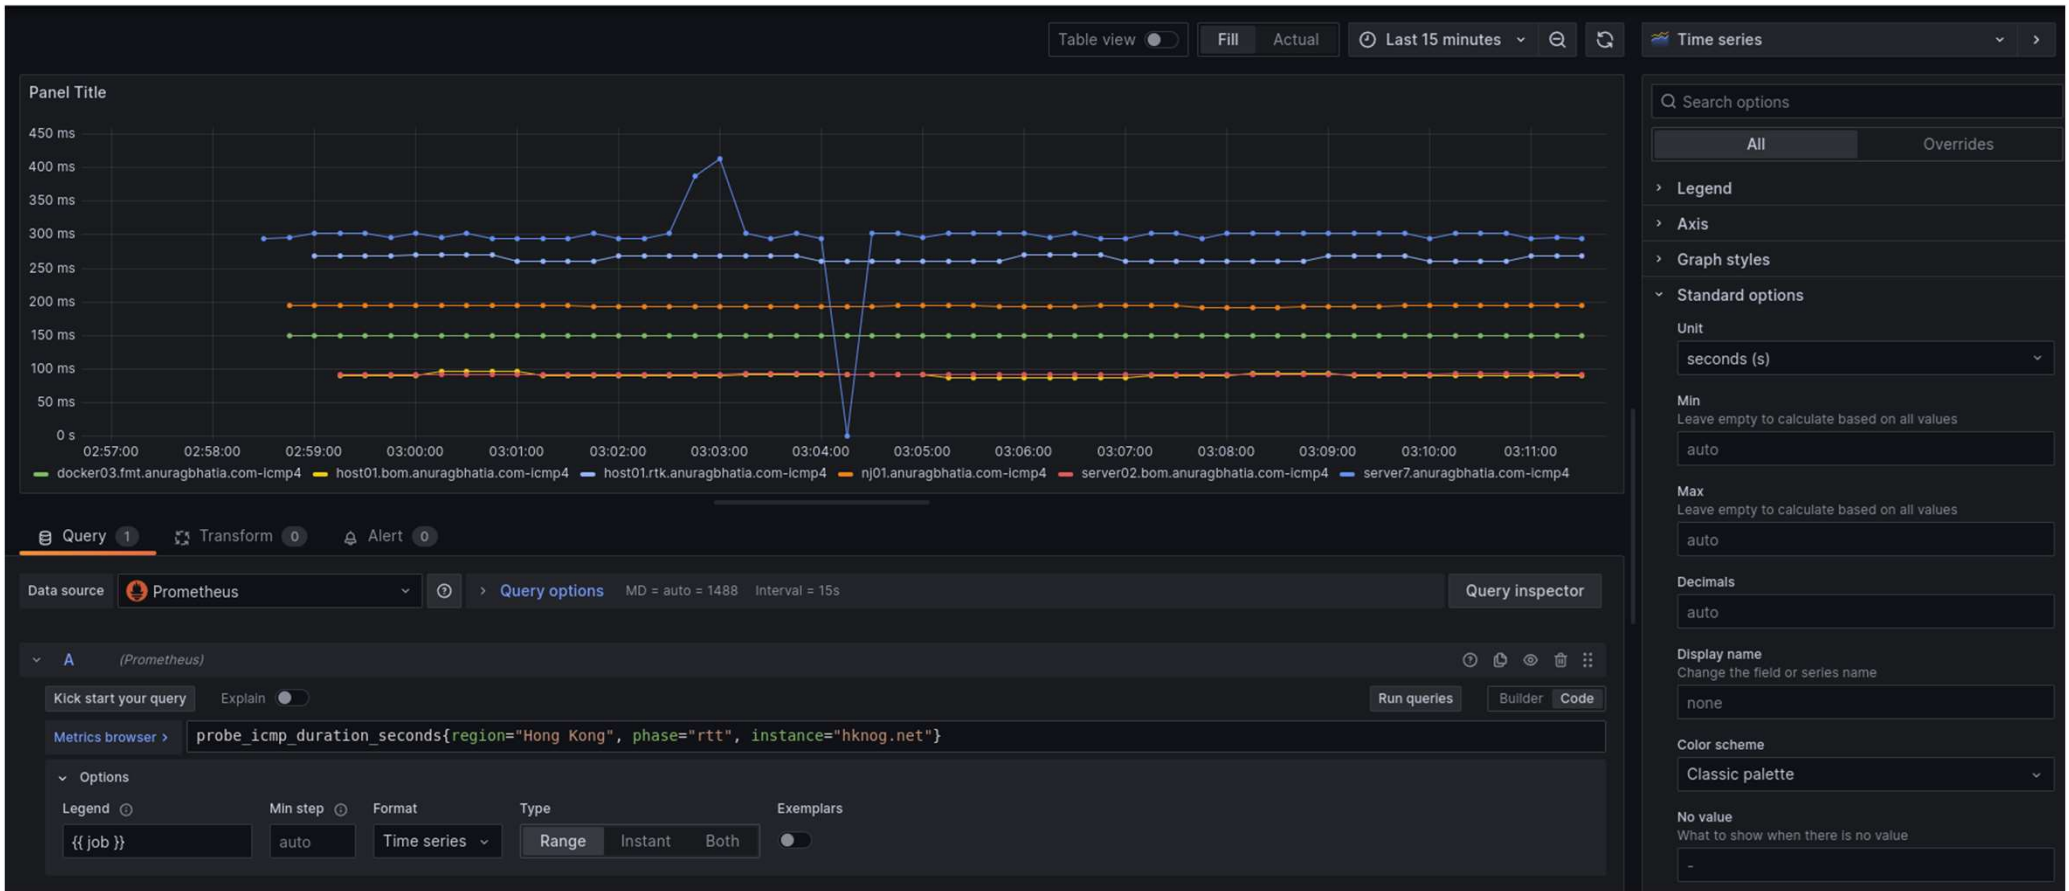 Table view
Fill
Actual
Last 15 minutes
Time series
Panel Title
450 ms
400 ms
350 ms
300 ms
250 ms
200 ms
150 ms
100 ms
50 ms
0 s
02:57:00 02:58:00 02:59:00 03:00:00 03:01:00 03:02:00 03:03:00 03:04:00 03:05:00 03:06:00 03:07:00 03:08:00 03:09:00 03:10:00 03:11:00
docker03.fmt.anuragbhatia.com-icmp4 host01.bom.anuragbhatia.com-icmp4 host01.rtk.anuragbhatia.com-icmp4 nj01.anuragbhatia.com-icmp4 server02.bom.anuragbhatia.com-icmp4 server7.anuragbhatia.com-icmp4
Query 1
Transform 0
Alert 0
Data source
Prometheus
Query options MD = auto = 1488 Interval = 15s
Query inspector
A (Prometheus)
Kick start your query
Explain
Run queries
Builder Code
Metrics browser >
probe_icmp_duration_seconds{region="Hong Kong", phase="rtt", instance="hknog.net"}
Options
Legend
{{ job }}
Min step
auto
Format
Time series
Type
Range Instant Both
Exemplars
Search options
All
Overrides
Legend
Axis
Graph styles
Standard options
Unit
seconds (s)
Min
Leave empty to calculate based on all values
auto
Max
Leave empty to calculate based on all values
auto
Decimals
auto
Display name
Change the field or series name
none
Color scheme
Classic palette
No value
What to show when there is no value
-